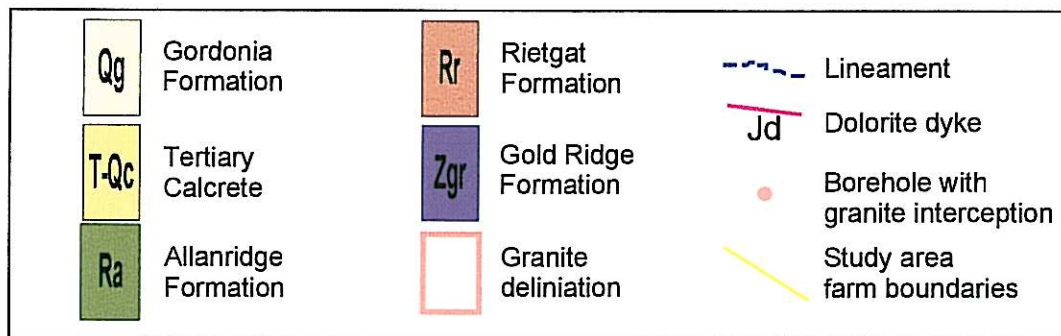 Qg
Gordonia
Formation
T-Qc
Tertiary
Calcrete
Ra
Allanridge
Formation
Rr
Rietgat
Formation
Zgr
Gold Ridge
Formation
Granite
deliniation
Lineament
Jd
Dolorite dyke
Borehole with
granite interception
Study area
farm boundaries